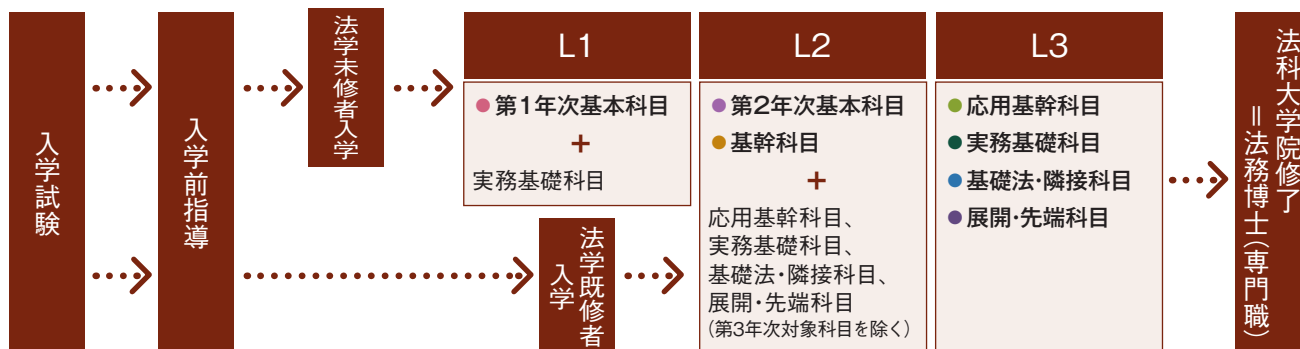 入学試験
入学前指導
法学未修者入学
L1
第1年次基本科目
+
実務基礎科目
法学既修者
入学
L2
第2年次基本科目
基幹科目
+
応用基幹科目、
実務基礎科目、
基礎法・隣接科目、
展開・先端科目
(第3年次対象科目を除く)
L3
応用基幹科目
実務基礎科目
基礎法・隣接科目
展開・先端科目
法科大学院修了
=法務博士(専門職)